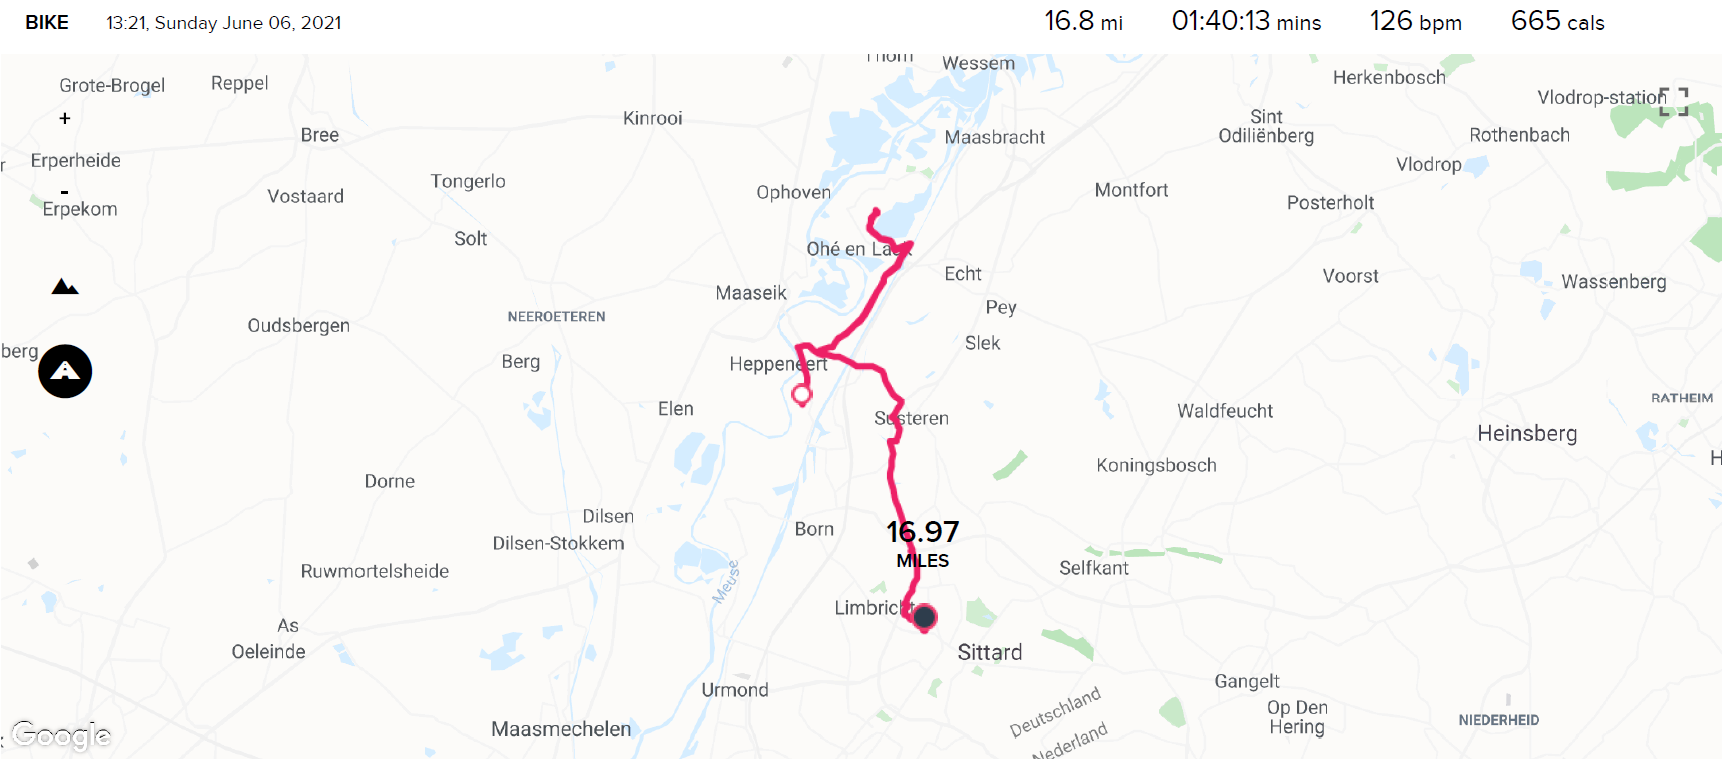 BIKE 13:21, Sunday June 06, 2021 16.8 mi 01:40:13 mins 126 bpm 665 cals
Thom
Wessem
Herkenbosch
Grote-Brogel
Reppel
Vlodrop-station
+
Kinrooi
Sint
Odiliënberg
Bree
Maasbracht
Rothenbach
Erperheide
Vlodrop
Tongerlo
-
Ophoven
Montfort
Vostaard
Posterholt
Erpekom
Solt
Ohé en Laak
Echt
Voorst
Wassenberg
Maaseik
Pey
NEEROETEREN
Oudsbergen
Slek
berg
Berg
Heppeneert
RATHEIM
Elen
Susteren
Waldfeucht
Heinsberg
H
Koningsbosch
Dorne
Dilsen
Born
16.97
MILES
Dilsen-Stokkem
Ruwmortelsheide
Meuse
Selfkant
Limbricht
As
Oeleinde
Sittard
Urmond
Gangelt
Deutschland
Nederland
Op Den
Hering
NIEDERHEID
Maasmechelen
Google